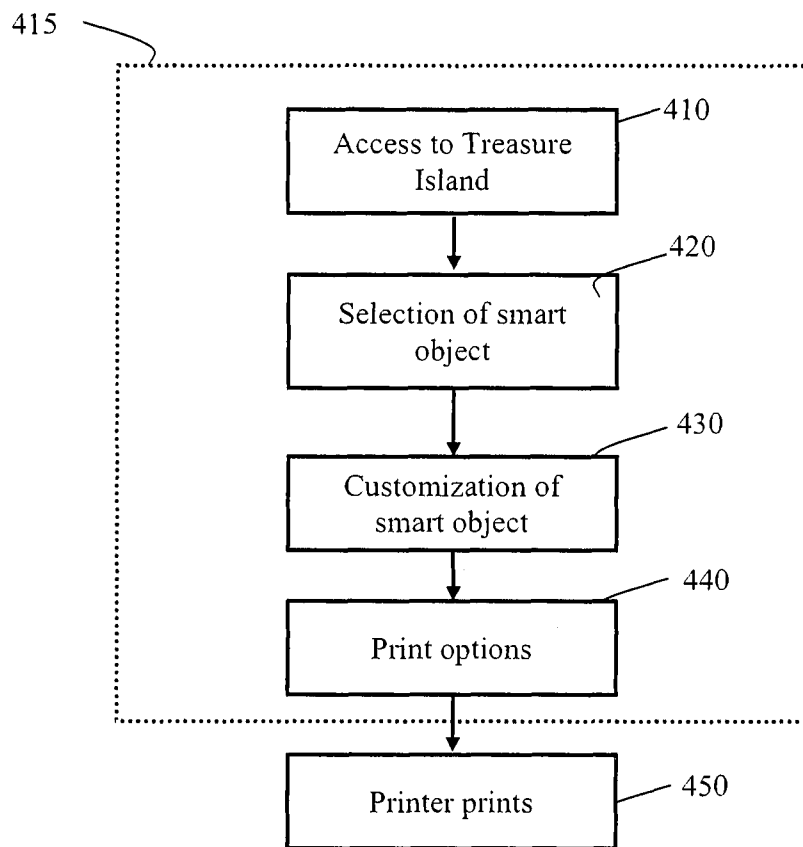 415
410
Access to Treasure
Island
420
Selection of smart
object
430
Customization of
smart object
440
Print options
450
Printer prints